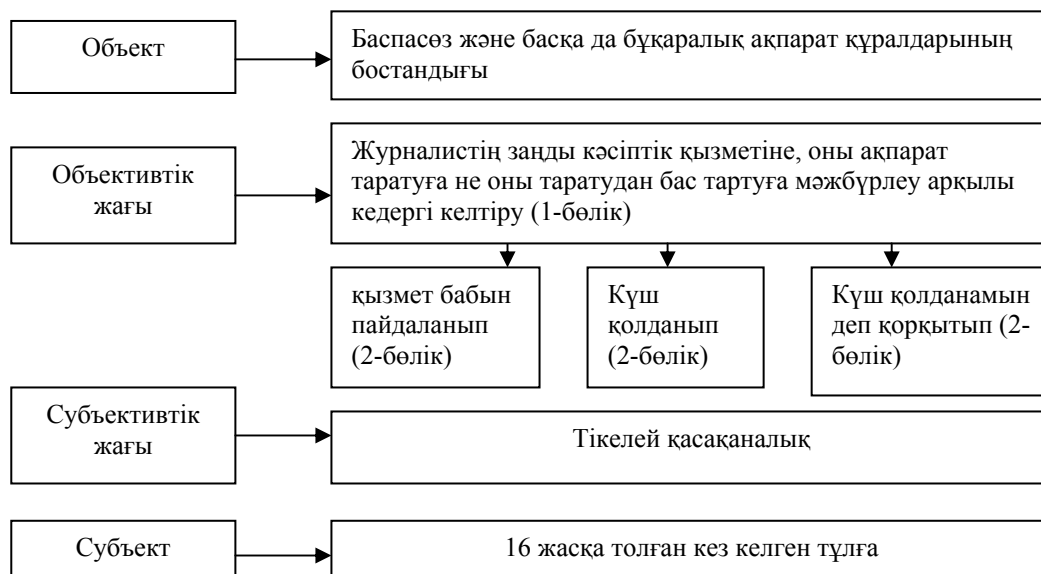 Объект
Баспасөз және басқа да бұқаралық ақпарат құралдарының
бостандығы
Объективтік
жағы
Журналистің заңды кәсіптік қызметіне, оны ақпарат
таратуға не оны таратудан бас тартуға мәжбүрлеу арқылы
кедергі келтіру (1-бөлік)
қызмет бабын
пайдаланып
(2-бөлік)
Күш
қолданып
(2-бөлік)
Күш қолданамын
деп қорқытып (2-
бөлік)
Субъективтік
жағы
Тікелей қасақаналық
Субъект
16 жасқа толған кез келген тұлға